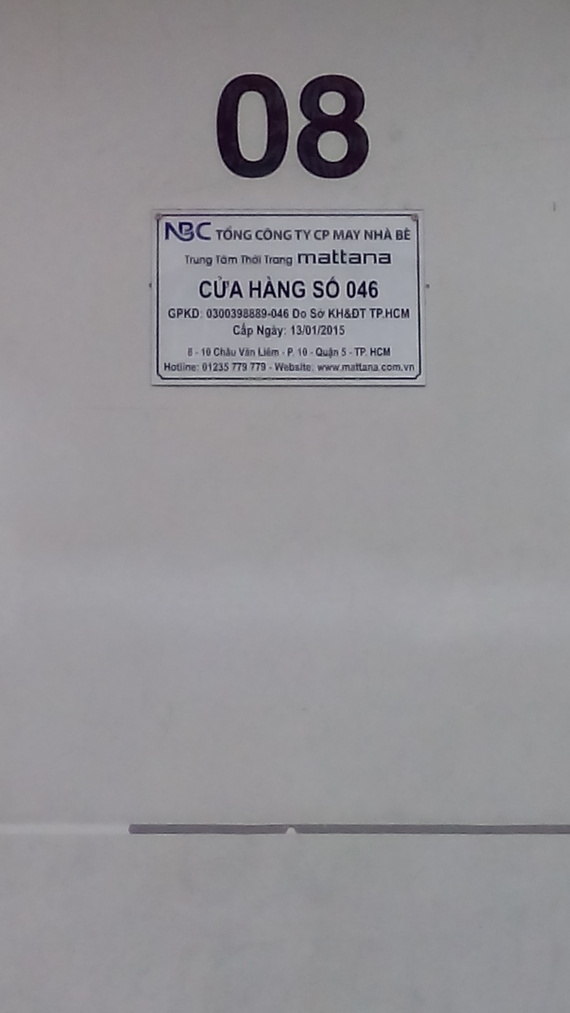 08
NBC TỔNG CÔNG TY CP MAY NHÀ BÈ
Trung Tâm Thời Trang mattana
CỬA HÀNG SỐ 046
GPKD: 0300398889-046 Do Sở KH&ĐT TP.HCM
Cấp Ngày: 13/01/2015
8 - 10 Châu Văn Liêm - P. 10 - Quận 5 - TP. HCM
Hotline: 01235 779 779 - Website: www.mattana.com.vn